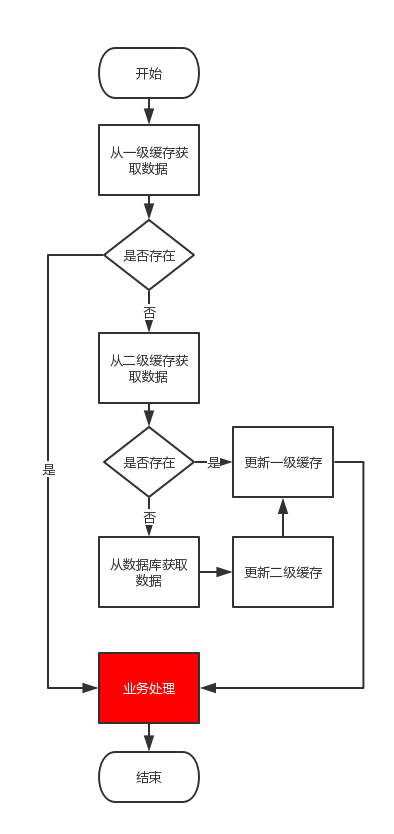 开始
从一级缓存获
取数据
是否存在
否
从二级缓存获
取数据
是否存在
是
更新一级缓存
是
否
从数据库获取
数据
更新二级缓存
业务处理
结束